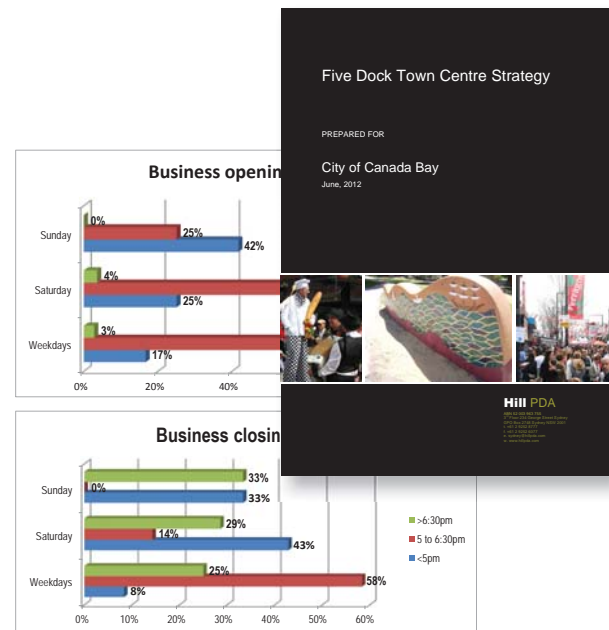 Five Dock Town Centre Strategy
PREPARED FOR
City of Canada Bay
June, 2012
Hill PDA
Business openin
Sunday
0%
25%
42%
Saturday
4%
25%
Weekdays
3%
17%
0% 20% 40%
Business closin
Sunday
33%
0%
33%
Saturday
29%
14%
43%
Weekdays
25%
58%
8%
0% 10% 20% 30% 40% 50% 60%
>6:30pm
5 to 6:30pm
<5pm